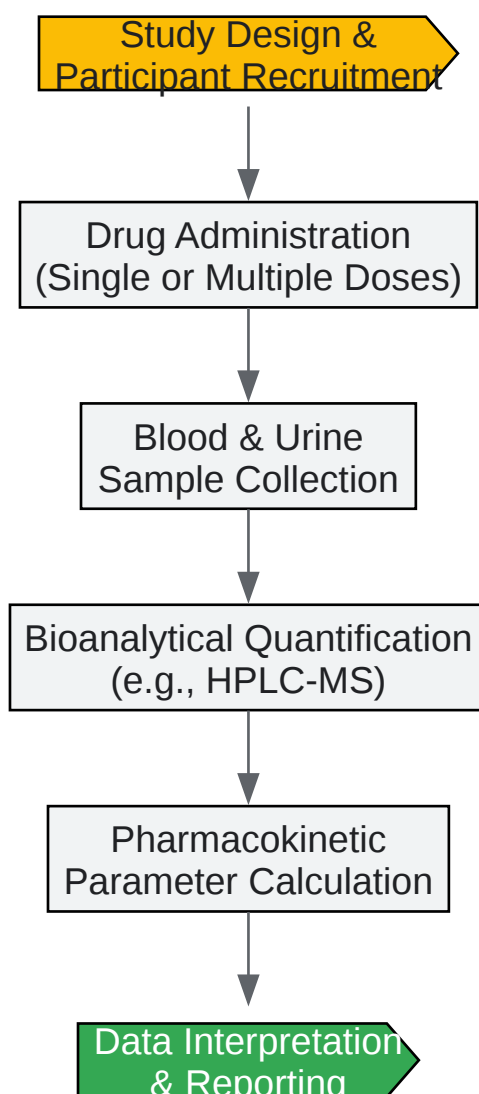 Study Design &
Participant Recruitment
Drug Administration
(Single or Multiple Doses)
Blood & Urine
Sample Collection
Bioanalytical Quantification
(e.g., HPLC-MS)
Pharmacokinetic
Parameter Calculation
Data Interpretation
& Reporting